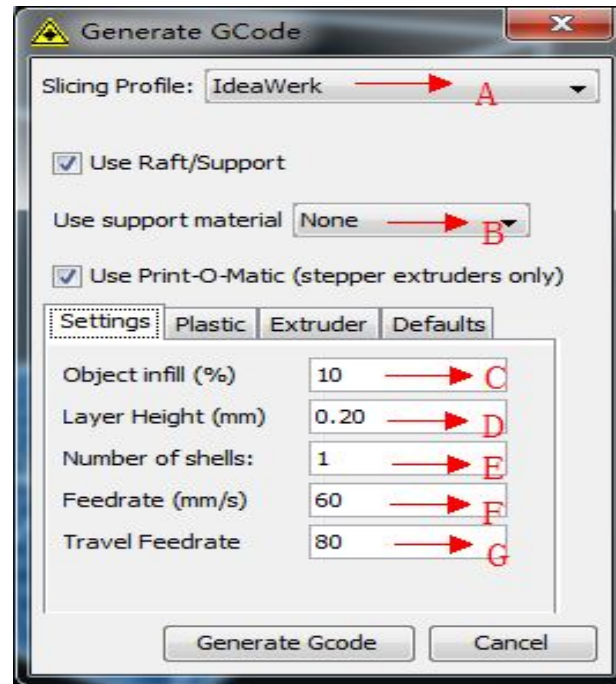 Generate GCode
Slicing Profile: IdeaWerk A
Use Raft/Support
Use support material None B
Use Print-O-Matic (stepper extruders only)
Settings Plastic Extruder Defaults
Object infill (%) 10 C
Layer Height (mm) 0.20 D
Number of shells: 1 E
Feedrate (mm/s) 60 F
Travel Feedrate 80 G
Generate Gcode Cancel